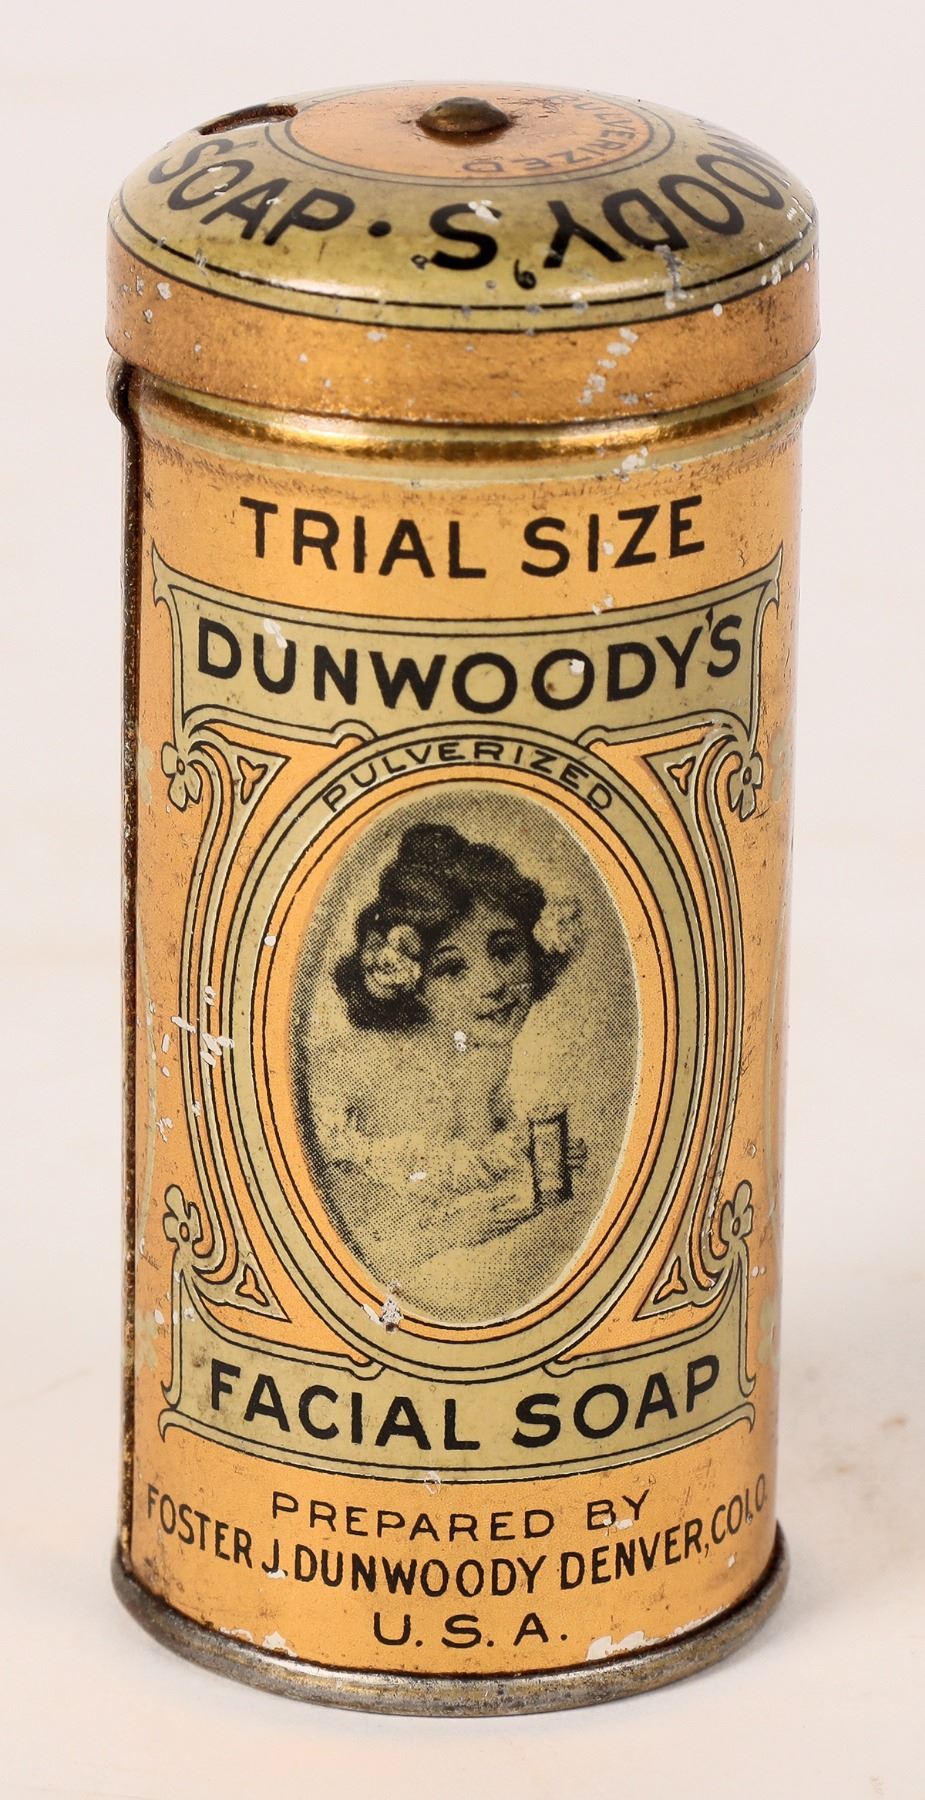 PULVERIZED
SOAP · DUNWOODY'S
TRIAL SIZE
DUNWOODY'S
PULVERIZED
FACIAL SOAP
PREPARED BY
FOSTER J. DUNWOODY DENVER, COLO.
U. S. A.